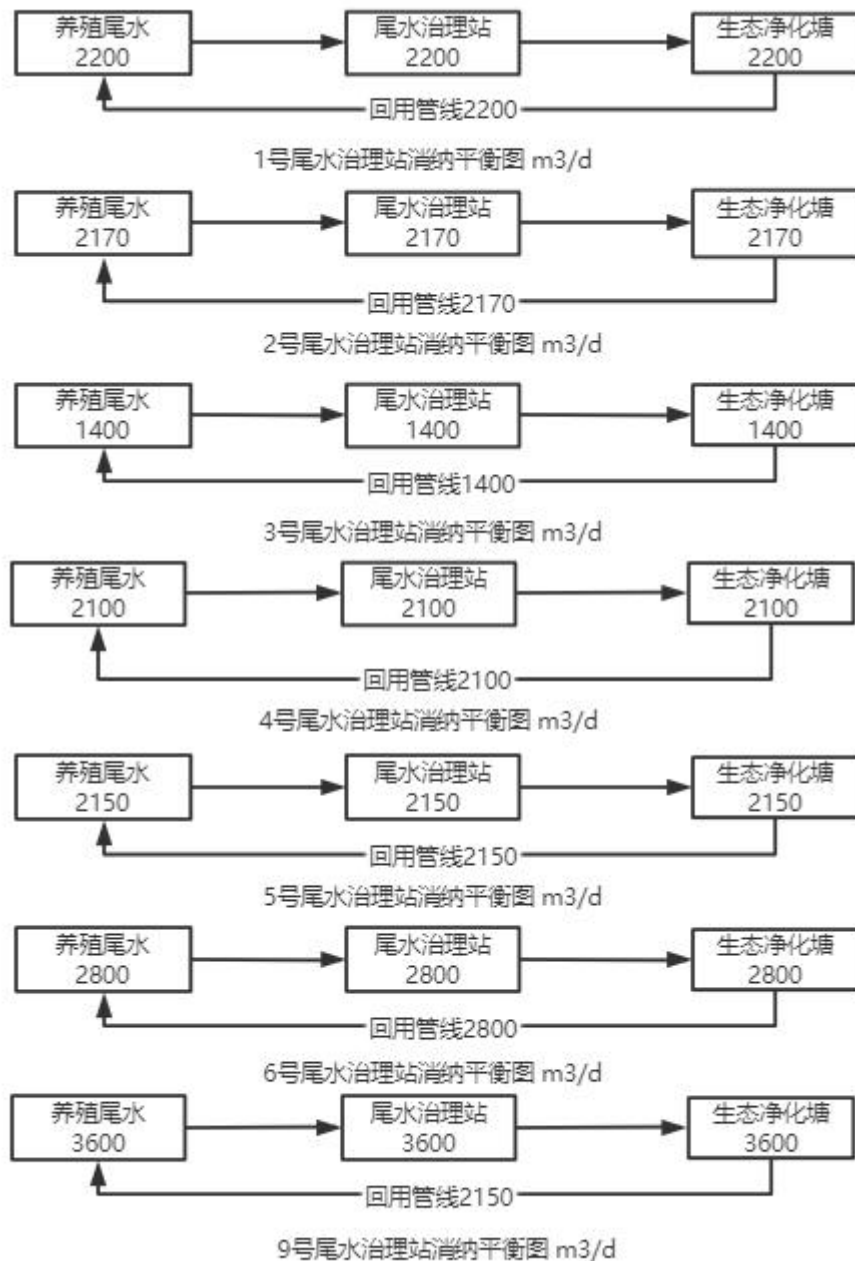 养殖尾水 尾水治理站 生态净化塘
2200 2200 2200
回用管线2200
1号尾水治理站消纳平衡图 m3/d
养殖尾水 尾水治理站 生态净化塘
2170 2170 2170
回用管线2170
2号尾水治理站消纳平衡图 m3/d
养殖尾水 尾水治理站 生态净化塘
1400 1400 1400
回用管线1400
3号尾水治理站消纳平衡图 m3/d
养殖尾水 尾水治理站 生态净化塘
2100 2100 2100
回用管线2100
4号尾水治理站消纳平衡图 m3/d
养殖尾水 尾水治理站 生态净化塘
2150 2150 2150
回用管线2150
5号尾水治理站消纳平衡图 m3/d
养殖尾水 尾水治理站 生态净化塘
2800 2800 2800
回用管线2800
6号尾水治理站消纳平衡图 m3/d
养殖尾水 尾水治理站 生态净化塘
3600 3600 3600
回用管线2150
9号尾水治理站消纳平衡图 m3/d